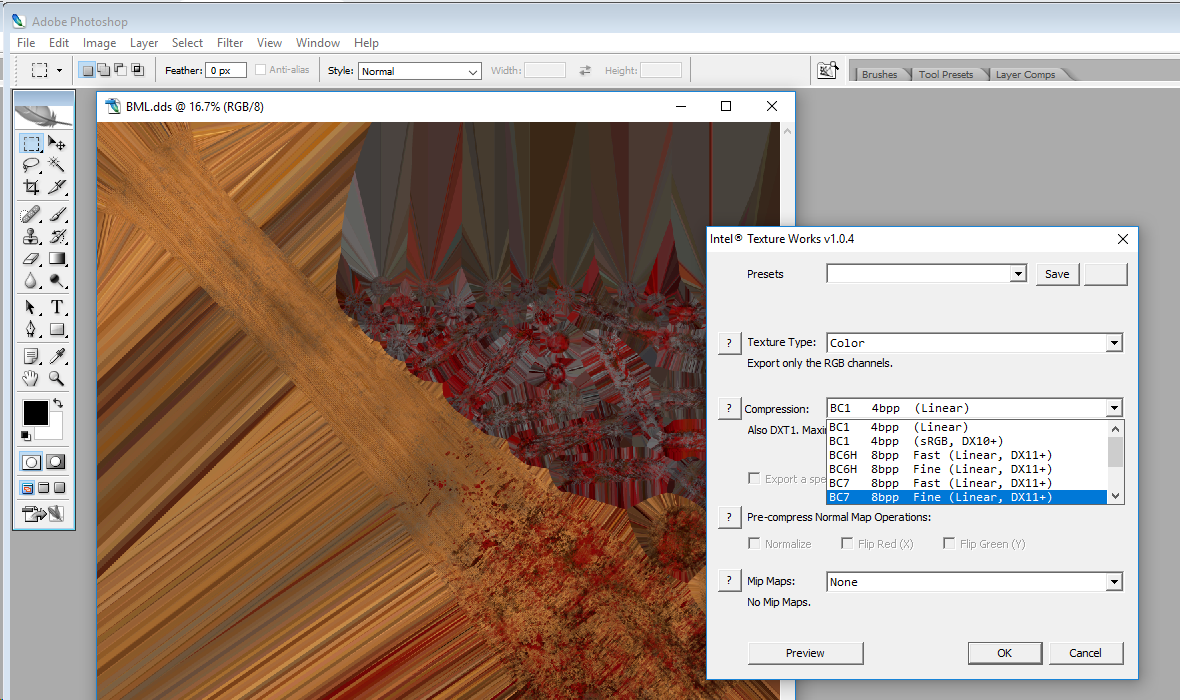 Adobe Photoshop
File Edit Image Layer Select Filter View Window Help
Feather: 0 px Anti-alias Style: Normal Width: Height: Brushes Tool Presets Layer Comps
BML.dds @ 16.7% (RGB/8)
Intel® Texture Works v1.0.4
Presets Save
? Texture Type: Color
Export only the RGB channels.
? Compression: BC1 4bpp (Linear)
Also DXT1. Maxi
BC1 4bpp (Linear)
BC1 4bpp (sRGB, DX10+)
BC6H 8bpp Fast (Linear, DX11+)
BC6H 8bpp Fine (Linear, DX11+)
BC7 8bpp Fast (Linear, DX11+)
BC7 8bpp Fine (Linear, DX11+)
Export a spe
? Pre-compress Normal Map Operations:
Normalize Flip Red (X) Flip Green (Y)
? Mip Maps: None
No Mip Maps.
Preview OK Cancel